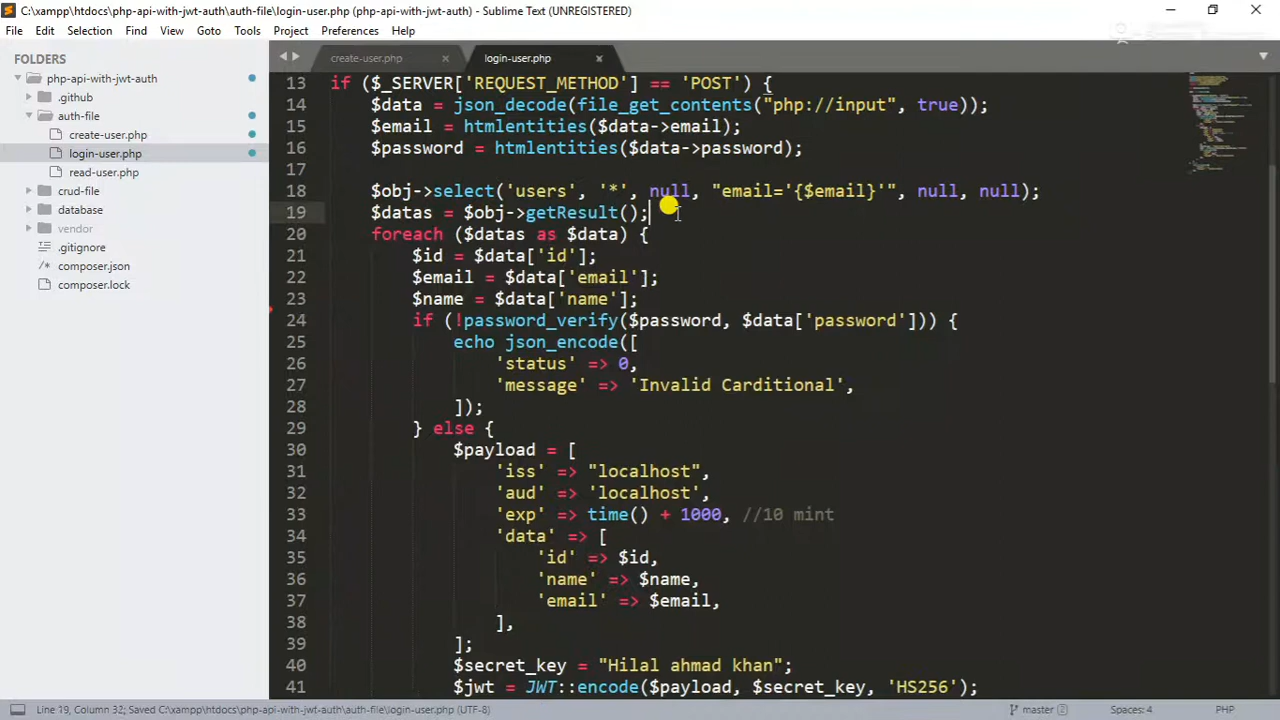 C:\xampp\htdocs\php-api-with-jwt-auth\auth-file\login-user.php (php-api-with-jwt-auth) - Sublime Text (UNREGISTERED)
File Edit Selection Find View Goto Tools Project Preferences Help
FOLDERS
php-api-with-jwt-auth
.github
auth-file
create-user.php
login-user.php
read-user.php
crud-file
database
vendor
.gitignore
composer.json
composer.lock
create-user.php login-user.php
13 if ($_SERVER['REQUEST_METHOD'] == 'POST') {
14 $data = json_decode(file_get_contents("php://input", true));
15 $email = htmlentities($data->email);
16 $password = htmlentities($data->password);
17
18 $obj->select('users', '*', null, "email='{$email}'", null, null);
19 $datas = $obj->getResult();
20 foreach ($datas as $data) {
21 $id = $data['id'];
22 $email = $data['email'];
23 $name = $data['name'];
24 if (!password_verify($password, $data['password'])) {
25 echo json_encode([
26 'status' => 0,
27 'message' => 'Invalid Carditional',
28 ]);
29 } else {
30 $payload = [
31 'iss' => "localhost",
32 'aud' => 'localhost',
33 'exp' => time() + 1000, //10 mint
34 'data' => [
35 'id' => $id,
36 'name' => $name,
37 'email' => $email,
38 ],
39 ];
40 $secret_key = "Hilal ahmad khan";
41 $jwt = JWT::encode($payload, $secret_key, 'HS256');
Line 19, Column 32; Saved C:\xampp\htdocs\php-api-with-jwt-auth\auth-file\login-user.php (UTF-8) master 2 Spaces: 4 PHP